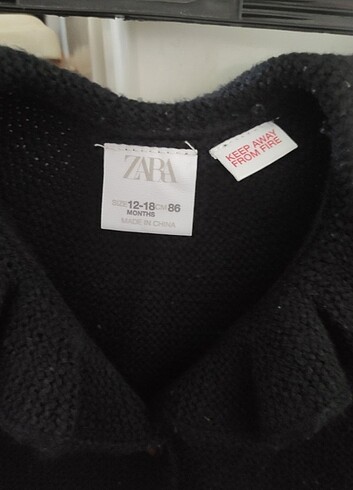 ZARA
SIZE 12-18 CM 86
MONTHS
MADE IN CHINA
KEEP AWAY
FROM FIRE